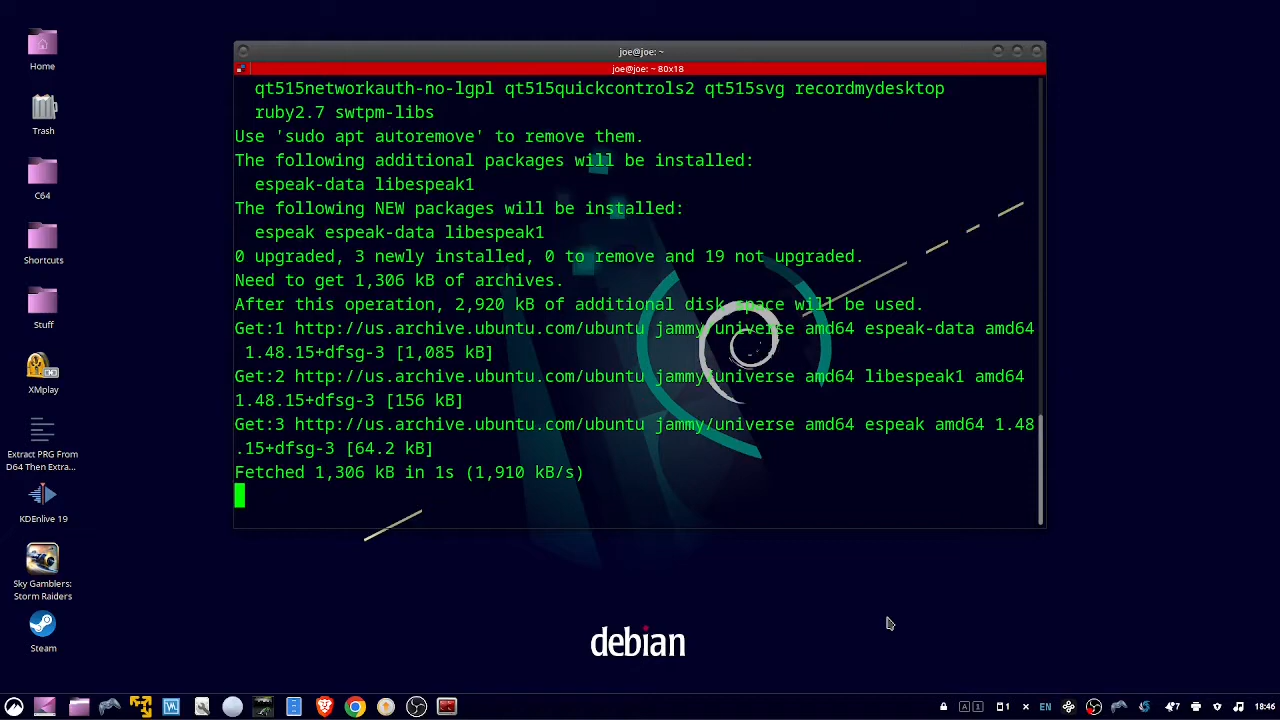 Home
Trash
C64
Shortcuts
Stuff
XMplay
Extract PRG From
D64 Then Extra...
KDEnlive 19
Sky Gamblers:
Storm Raiders
Steam
joe@joe: ~
joe@joe: ~ 80x18
qt515networkauth-no-lgpl qt515quickcontrols2 qt515svg recordmydesktop
ruby2.7 swtpm-libs
Use 'sudo apt autoremove' to remove them.
The following additional packages will be installed:
espeak-data libespeak1
The following NEW packages will be installed:
espeak espeak-data libespeak1
0 upgraded, 3 newly installed, 0 to remove and 19 not upgraded.
Need to get 1,306 kB of archives.
After this operation, 2,920 kB of additional disk space will be used.
Get:1 http://us.archive.ubuntu.com/ubuntu jammy/universe amd64 espeak-data amd64
1.48.15+dfsg-3 [1,085 kB]
Get:2 http://us.archive.ubuntu.com/ubuntu jammy/universe amd64 libespeak1 amd64
1.48.15+dfsg-3 [156 kB]
Get:3 http://us.archive.ubuntu.com/ubuntu jammy/universe amd64 espeak amd64 1.48
.15+dfsg-3 [64.2 kB]
Fetched 1,306 kB in 1s (1,910 kB/s)
debian
A 1 1 EN 7 18:46